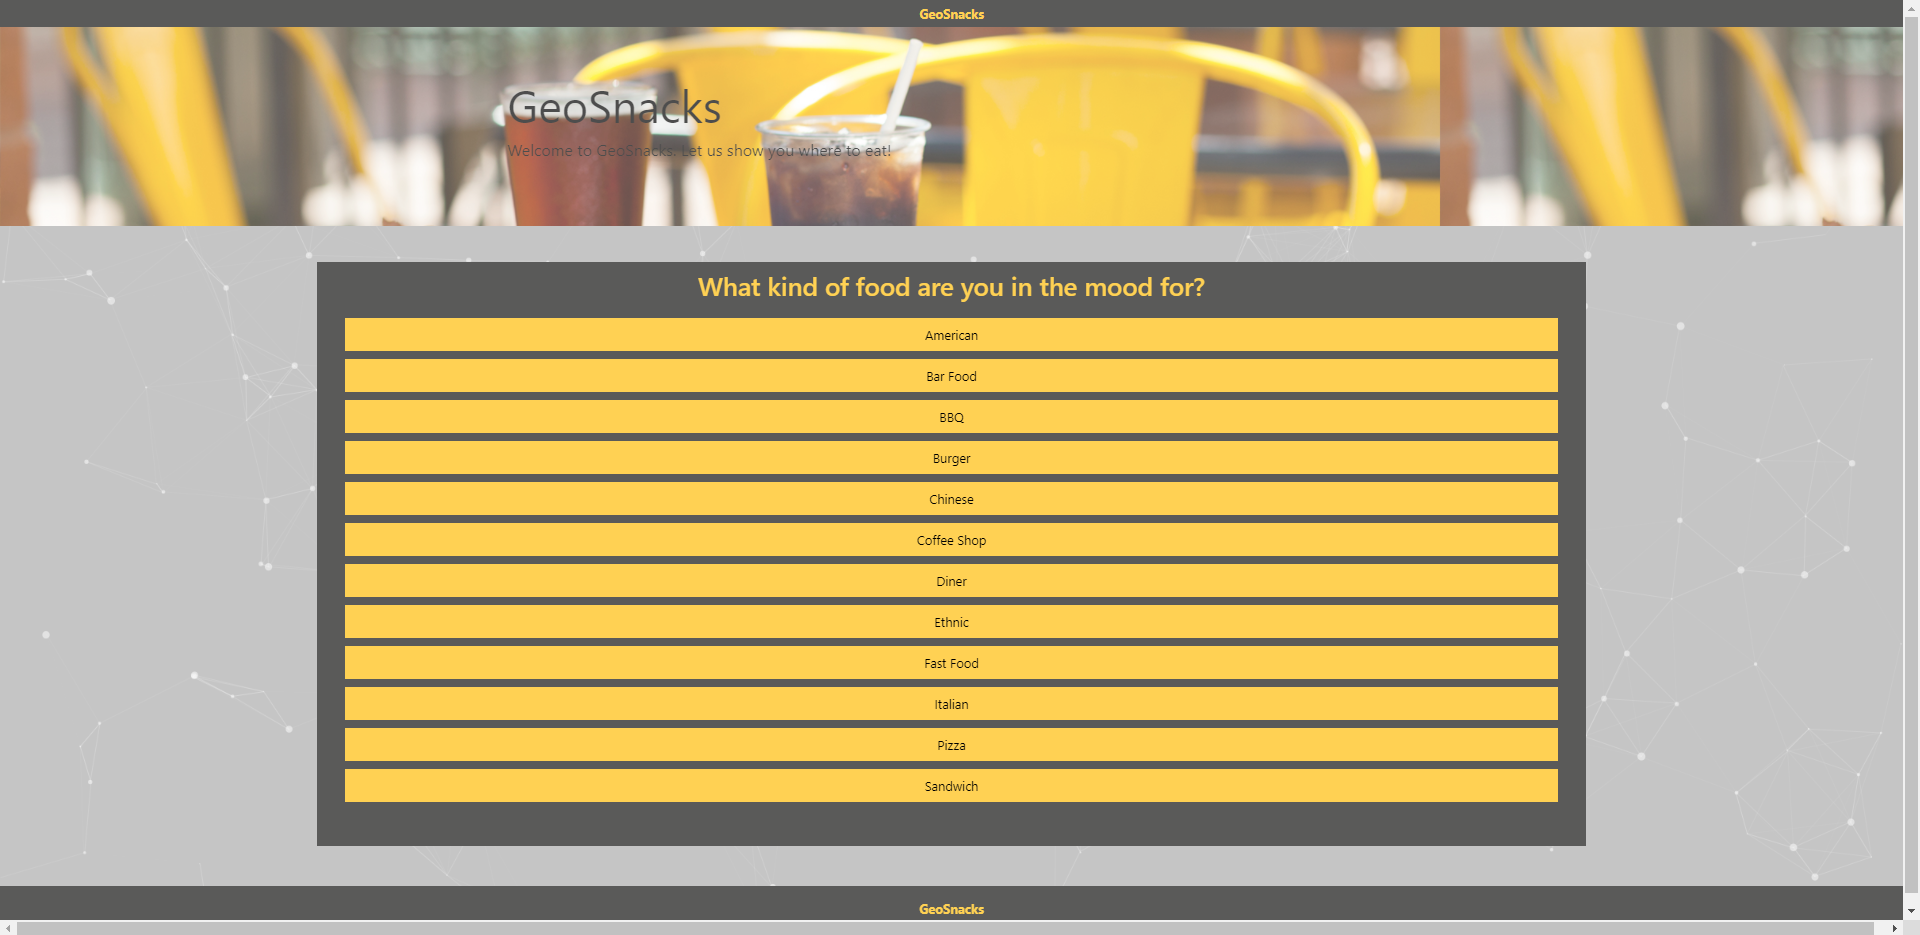 GeoSnacks
GeoSnacks
Welcome to GeoSnacks. Let us show you where to eat!
What kind of food are you in the mood for?
American
Bar Food
BBQ
Burger
Chinese
Coffee Shop
Diner
Ethnic
Fast Food
Italian
Pizza
Sandwich
GeoSnacks